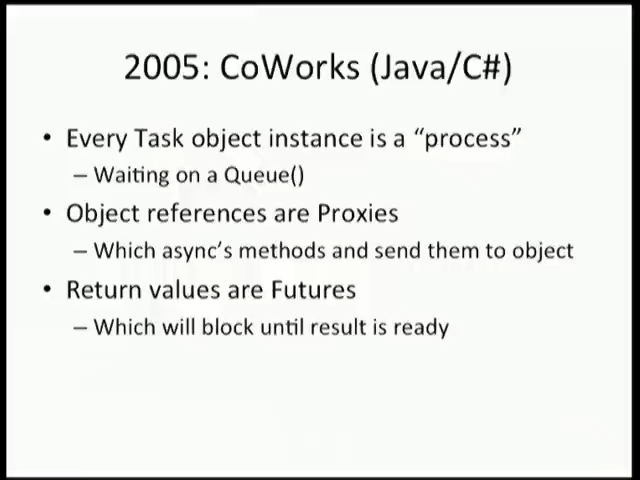 2005: CoWorks (Java/C#)
• Every Task object instance is a “process”
– Waiting on a Queue()
• Object references are Proxies
– Which async’s methods and send them to object
• Return values are Futures
– Which will block until result is ready